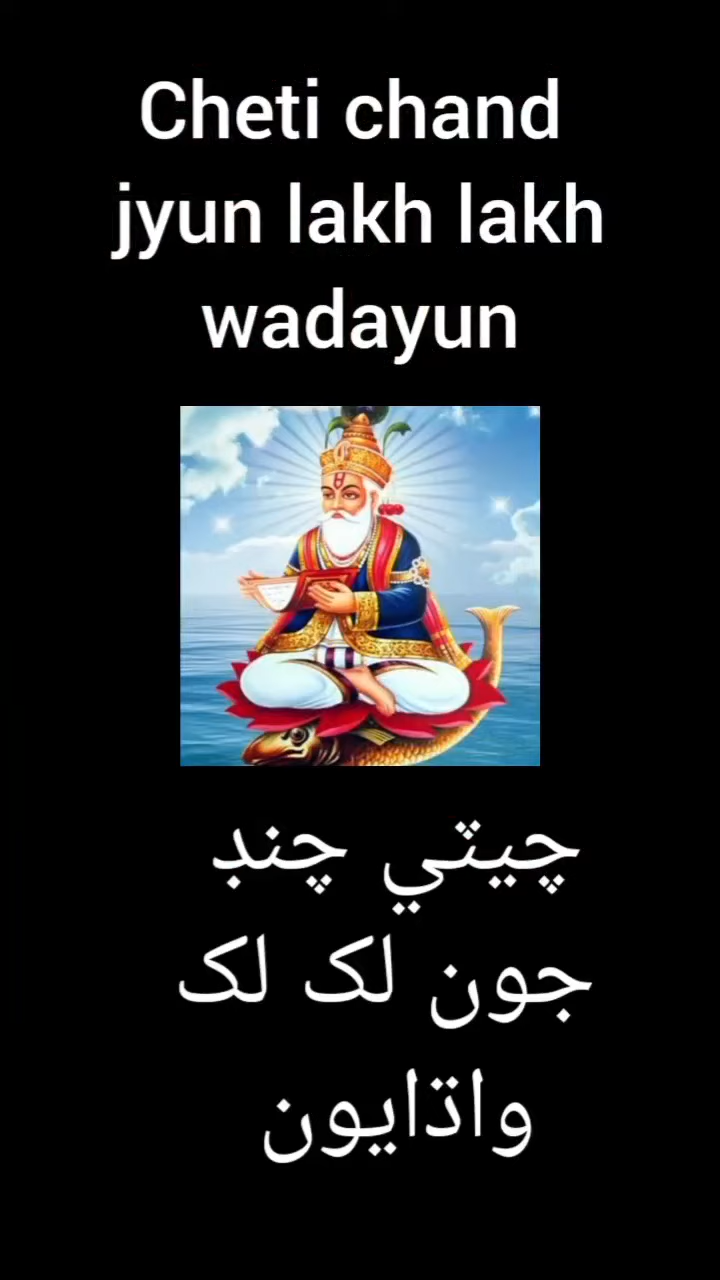 Cheti chand
jyun lakh lakh
wadayun
چيٽي چنڊ
جون لک لک
واڌايون